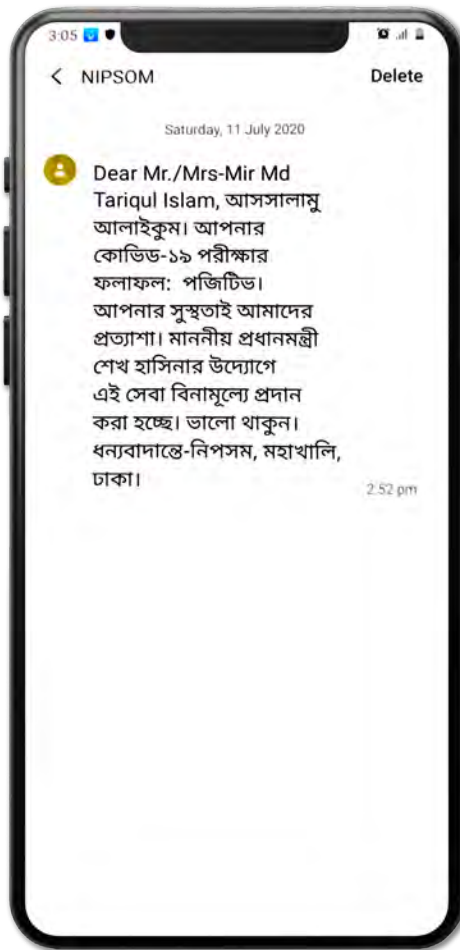 3:05
NIPSOM Delete
Saturday, 11 July 2020
Dear Mr./Mrs-Mir Md
Tariqul Islam, আসসালামু
আলাইকুম। আপনার
কোভিড-১৯ পরীক্ষার
ফলাফল: পজিটিভ।
আপনার সুস্থতাই আমাদের
প্রত্যাশা। মাননীয় প্রধানমন্ত্রী
শেখ হাসিনার উদ্যোগে
এই সেবা বিনামূল্যে প্রদান
করা হচ্ছে। ভালো থাকুন।
ধন্যবাদান্তে-নিপসম, মহাখালি,
ঢাকা।
2:52 pm